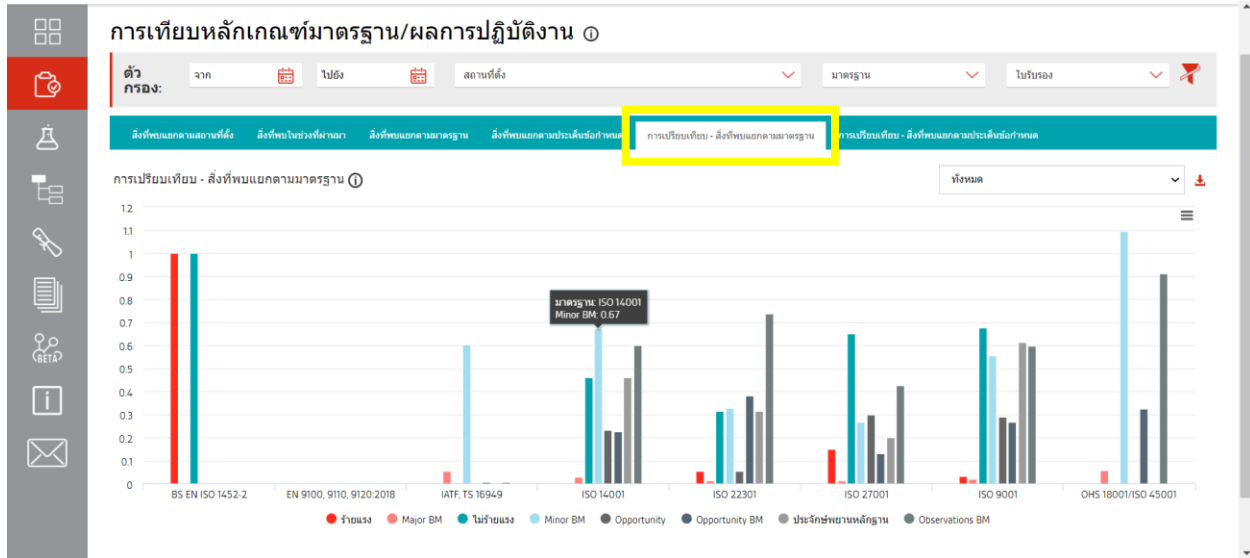 การเทียบหลักเกณฑ์มาตรฐาน/ผลการปฏิบัติงาน
ตัว
กรอง:
จาก
ไปยัง
สถานที่ตั้ง
มาตรฐาน
ใบรับรอง
สิ่งที่พบแยกตามสถานที่ตั้ง
สิ่งที่พบในช่วงที่ผ่านมา
สิ่งที่พบแยกตามมาตรฐาน
สิ่งที่พบแยกตามประเด็นข้อกำหนด
การเปรียบเทียบ - สิ่งที่พบแยกตามมาตรฐาน
การเปรียบเทียบ - สิ่งที่พบแยกตามประเด็นข้อกำหนด
การเปรียบเทียบ - สิ่งที่พบแยกตามมาตรฐาน
ทั้งหมด
1.2
1.1
1
0.9
0.8
0.7
0.6
0.5
0.4
0.3
0.2
0.1
0
มาตรฐาน: ISO 14001
Minor BM: 0.67
BS EN ISO 1452-2
EN 9100, 9110, 9120:2018
IATF, TS 16949
ISO 14001
ISO 22301
ISO 27001
ISO 9001
OHS 18001/ISO 45001
ร้ายแรง
Major BM
ไม่ร้ายแรง
Minor BM
Opportunity
Opportunity BM
ประจักษ์พยานหลักฐาน
Observations BM
BETA